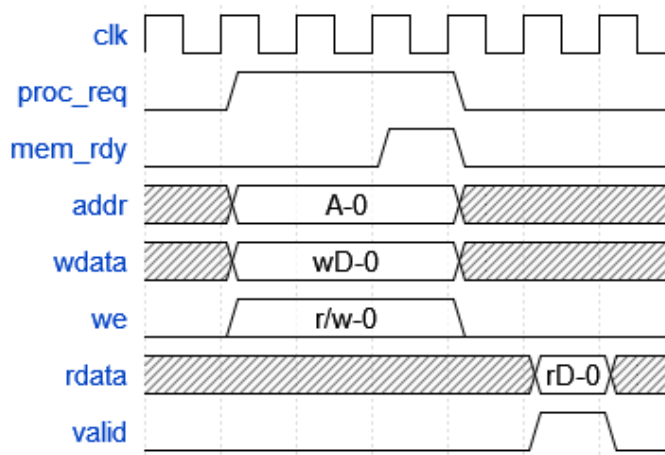 clk
proc_req
mem_rdy
addr A-0
wdata wD-0
we r/w-0
rdata rD-0
valid